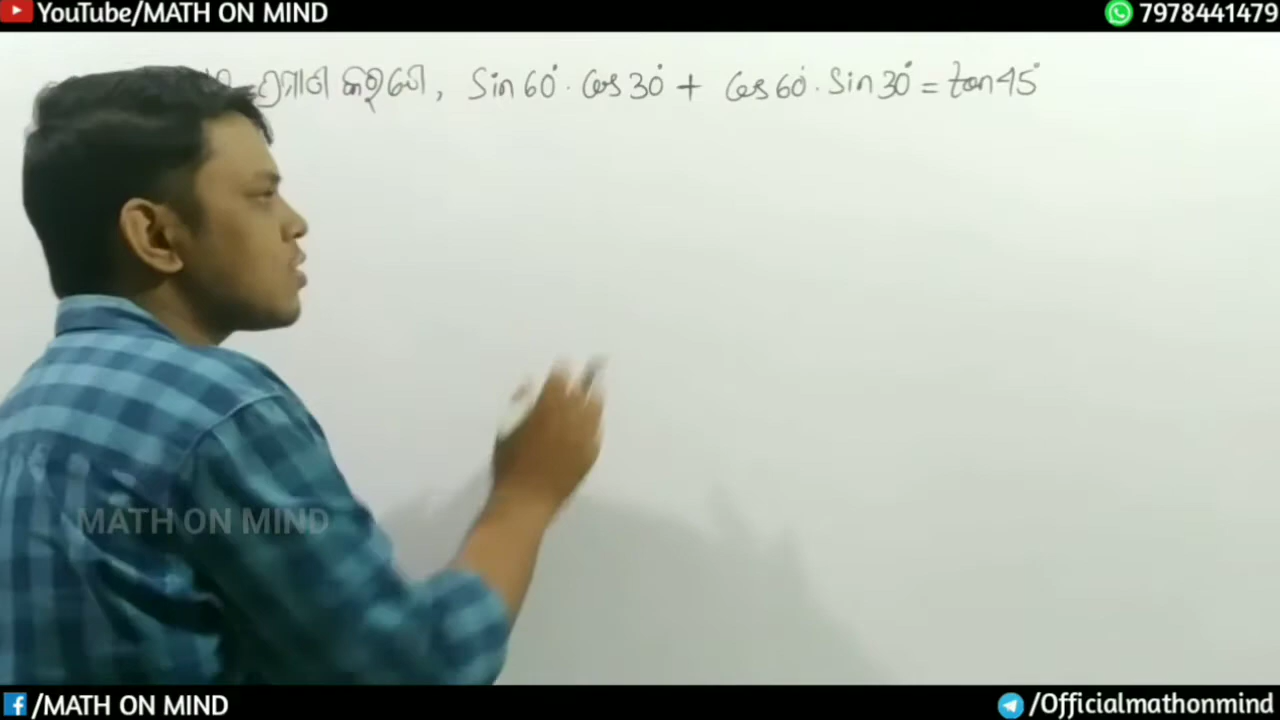 YouTube/MATH ON MIND
7978441479
ପ୍ରମାଣ କର ଯେ, Sin 60° · Cos 30° + Cos 60° · Sin 30° = tan 45°
MATH ON MIND
/MATH ON MIND
/Officialmathonmind